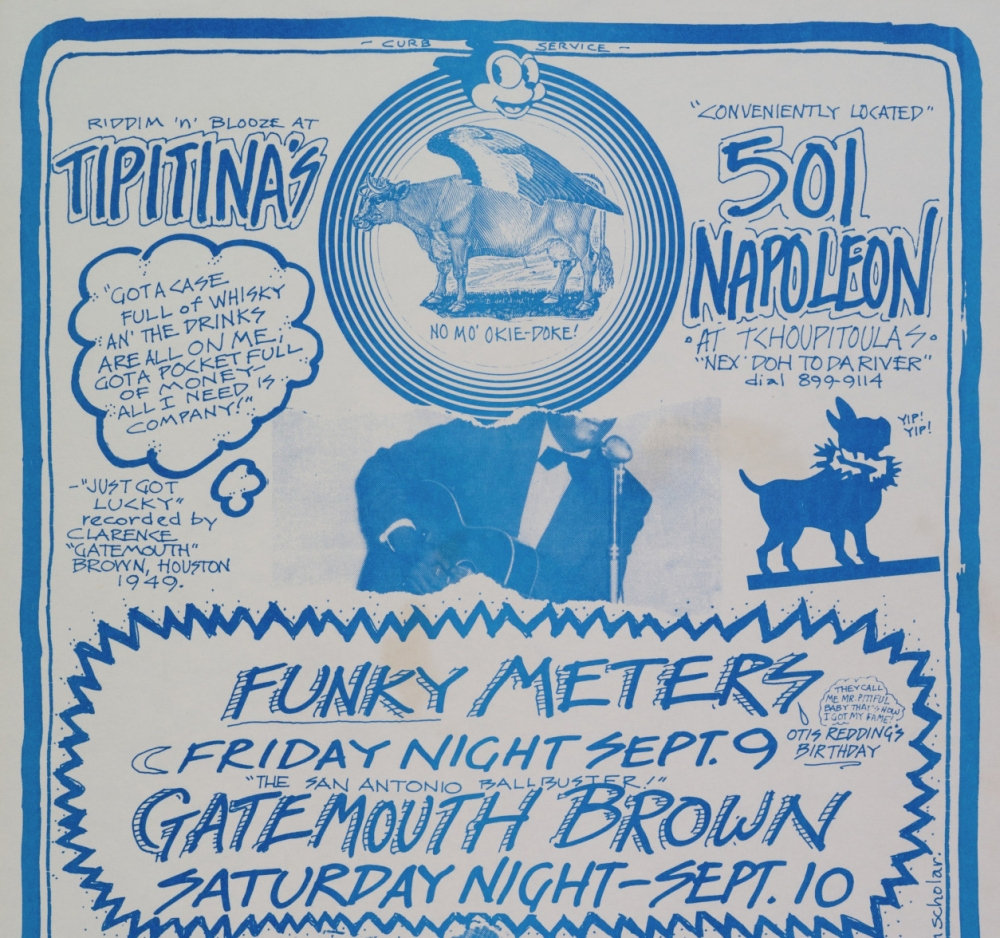 - CURB SERVICE -
RIDDIM 'n' BLOOZE AT
TIPITINA'S
"CONVENIENTLY LOCATED"
501
NAPOLEON
• AT TCHOUPITOULAS •
"NEX' DOH TO DA RIVER"
dial 899-9114
NO MO' OKIE-DOKE!
"GOT A CASE
FULL of WHISKY
AN' THE DRINKS
ARE ALL ON ME,
GOTA POCKET FULL
OF MONEY-
ALL I NEED IS
COMPANY!"
-"JUST GOT
LUCKY"
recorded by
CLARENCE
"GATEMOUTH"
BROWN, HOUSTON
1949.
YIP!
YIP!
FUNKY METERS
THEY CALL
ME MR. PITIFUL
BABY THAT'S HOW
I GOT MY FAME!
OTIS REDDING'S
BIRTHDAY
FRIDAY NIGHT SEPT. 9
"THE SAN ANTONIO BALLBUSTER!"
GATEMOUTH BROWN
SATURDAY NIGHT-SEPT. 10
scholar.